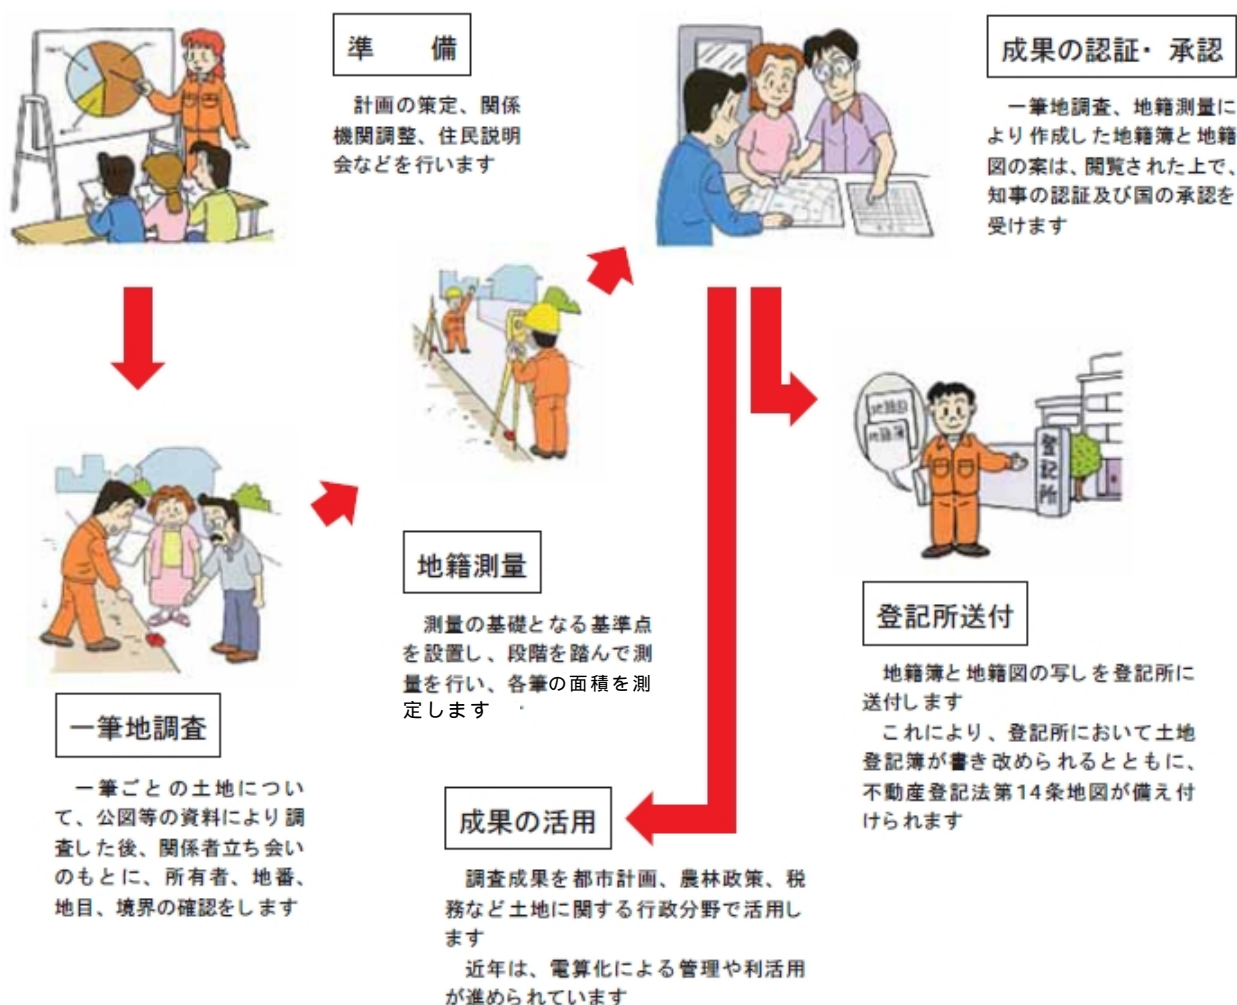 準　備
計画の策定、関係
機関調整、住民説明
会などを行います
一筆地調査
一筆ごとの土地につい
て、公図等の資料により調
査した後、関係者立ち会い
のもとに、所有者、地番、
地目、境界の確認をします
地籍測量
測量の基礎となる基準点
を設置し、段階を踏んで測
量を行い、各筆の面積を測
定します
成果の認証・承認
一筆地調査、地籍測量に
より作成した地籍簿と地籍
図の案は、閲覧された上で、
知事の認証及び国の承認を
受けます
地籍図
地籍簿
登記所
登記所送付
地籍簿と地籍図の写しを登記所に
送付します
これにより、登記所において土地
登記簿が書き改められるとともに、
不動産登記法第14条地図が備え付
けられます
成果の活用
調査成果を都市計画、農林政策、税
務など土地に関する行政分野で活用し
ます
近年は、電算化による管理や利活用
が進められています